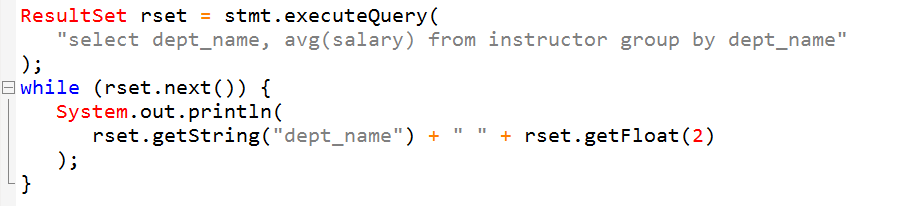 ResultSet rset = stmt.executeQuery(
"select dept_name, avg(salary) from instructor group by dept_name"
);
while (rset.next()) {
System.out.println(
rset.getString("dept_name") + " " + rset.getFloat(2)
);
}